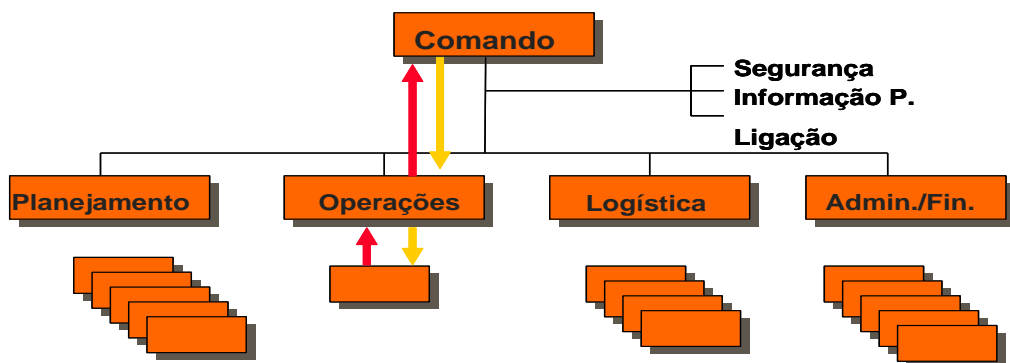 Comando
Segurança
Informação P.
Ligação
Planejamento
Operações
Logística
Admin./Fin.